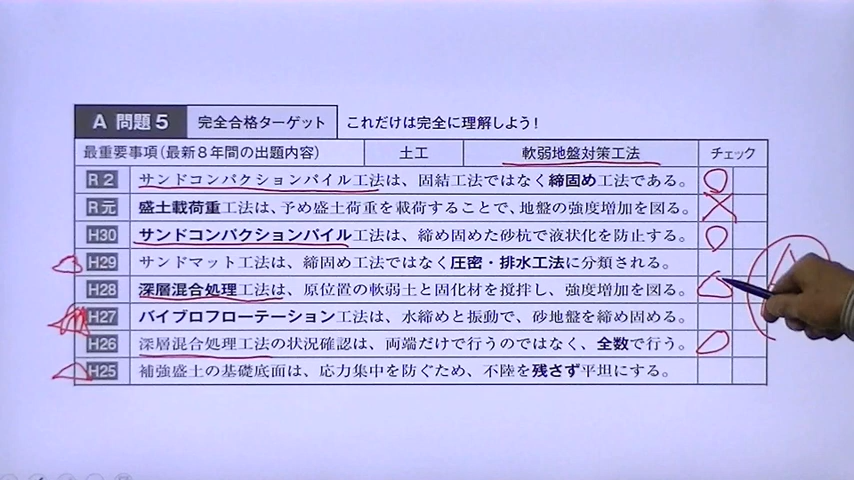 A 問題5 完全合格ターゲット これだけは完全に理解しよう!
最重要事項(最新8年間の出題内容) 土工 軟弱地盤対策工法 チェック
R2 サンドコンパクションパイル工法は、固結工法ではなく締固め工法である。
R元 盛土載荷重工法は、予め盛土荷重を載荷することで、地盤の強度増加を図る。
H30 サンドコンパクションパイル工法は、締め固めた砂杭で液状化を防止する。
H29 サンドマット工法は、締固め工法ではなく圧密・排水工法に分類される。
H28 深層混合処理工法は、原位置の軟弱土と固化材を撹拌し、強度増加を図る。
H27 バイブロフローテーション工法は、水締めと振動で、砂地盤を締め固める。
H26 深層混合処理工法の状況確認は、両端だけで行うのではなく、全数で行う。
H25 補強盛土の基礎底面は、応力集中を防ぐため、不陸を残さず平坦にする。